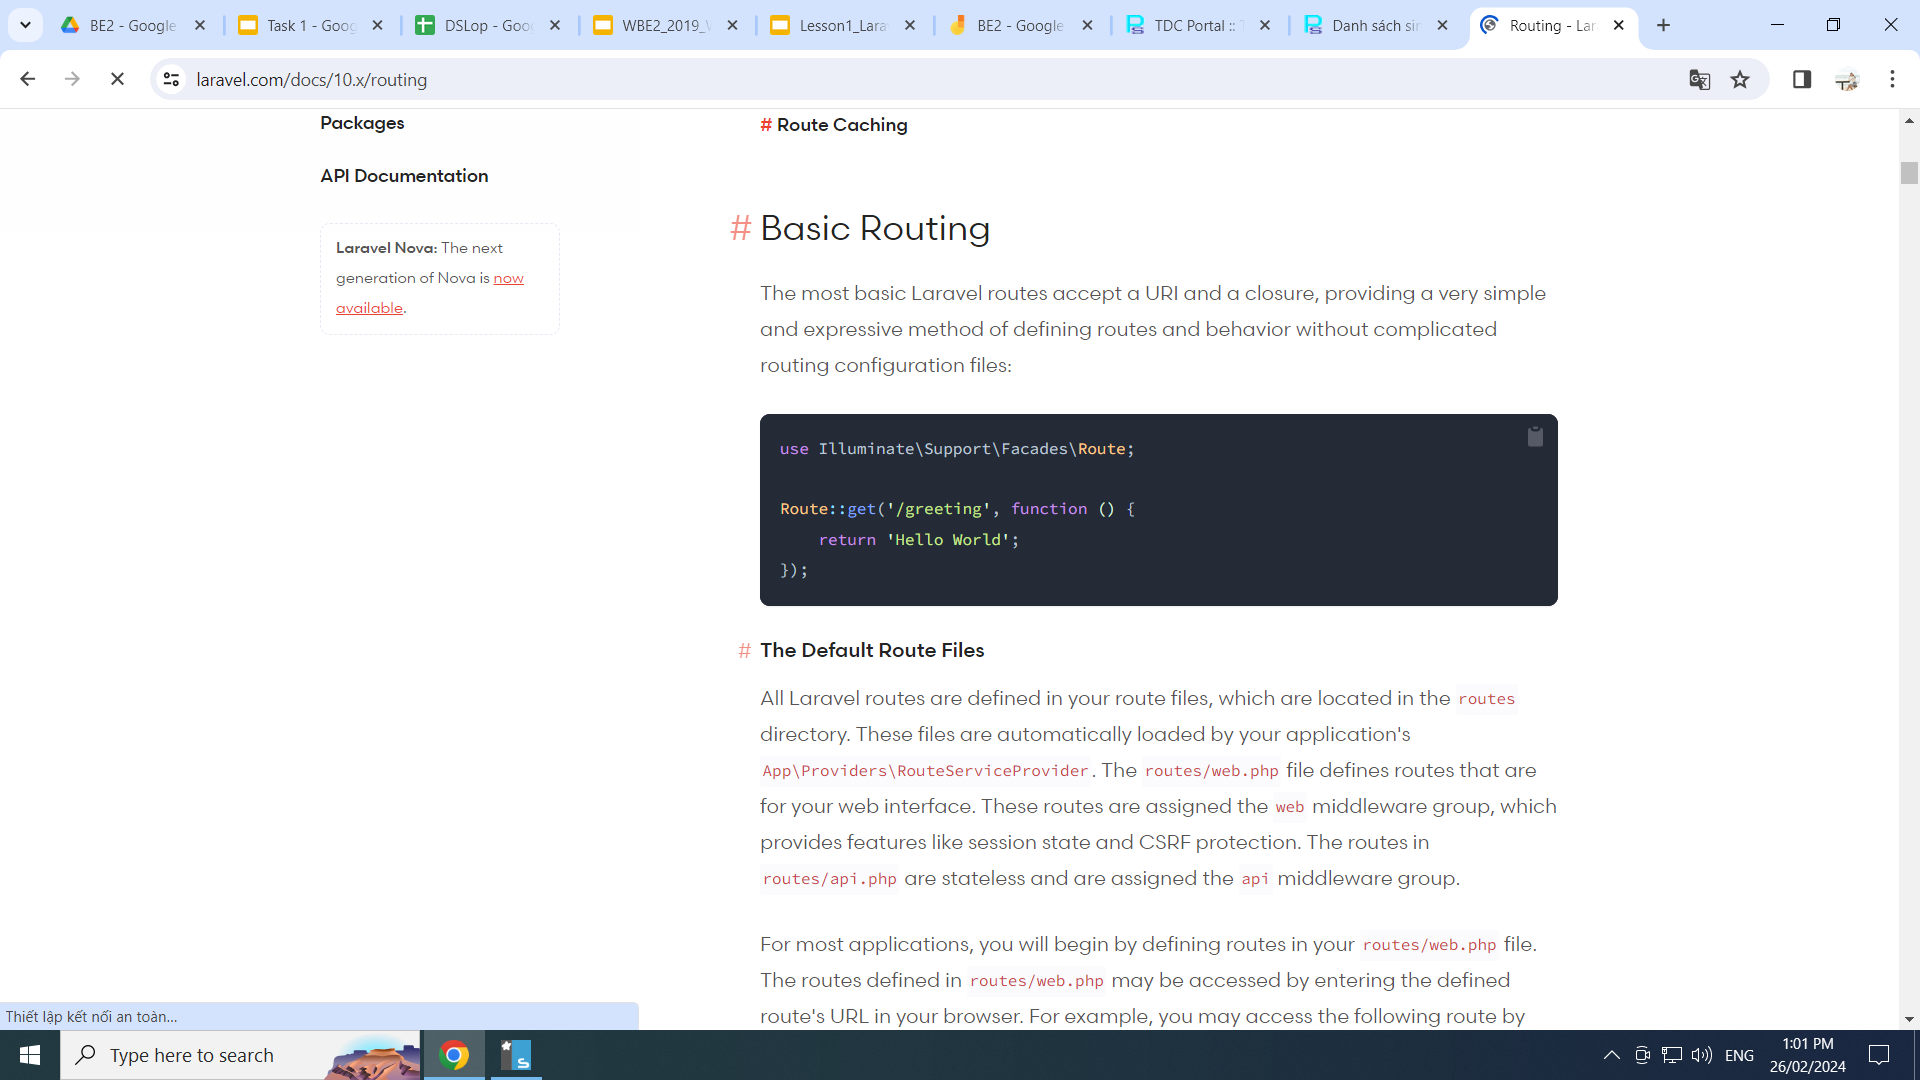 BE2 - Google
Task 1 - Goog
DSLop - Goo
WBE2_2019_
Lesson1_Lara
BE2 - Google
TDC Portal ::
Danh sách sin
Routing - Lar
laravel.com/docs/10.x/routing
Packages
API Documentation
Laravel Nova: The next
generation of Nova is now
available.
# Route Caching
# Basic Routing
The most basic Laravel routes accept a URI and a closure, providing a very simple
and expressive method of defining routes and behavior without complicated
routing configuration files:
use Illuminate\Support\Facades\Route;
Route::get('/greeting', function () {
return 'Hello World';
});
# The Default Route Files
All Laravel routes are defined in your route files, which are located in the routes
directory. These files are automatically loaded by your application's
App\Providers\RouteServiceProvider. The routes/web.php file defines routes that are
for your web interface. These routes are assigned the web middleware group, which
provides features like session state and CSRF protection. The routes in
routes/api.php are stateless and are assigned the api middleware group.
For most applications, you will begin by defining routes in your routes/web.php file.
The routes defined in routes/web.php may be accessed by entering the defined
route's URL in your browser. For example, you may access the following route by
Thiết lập kết nối an toàn...
Type here to search
S
ENG
1:01 PM
26/02/2024